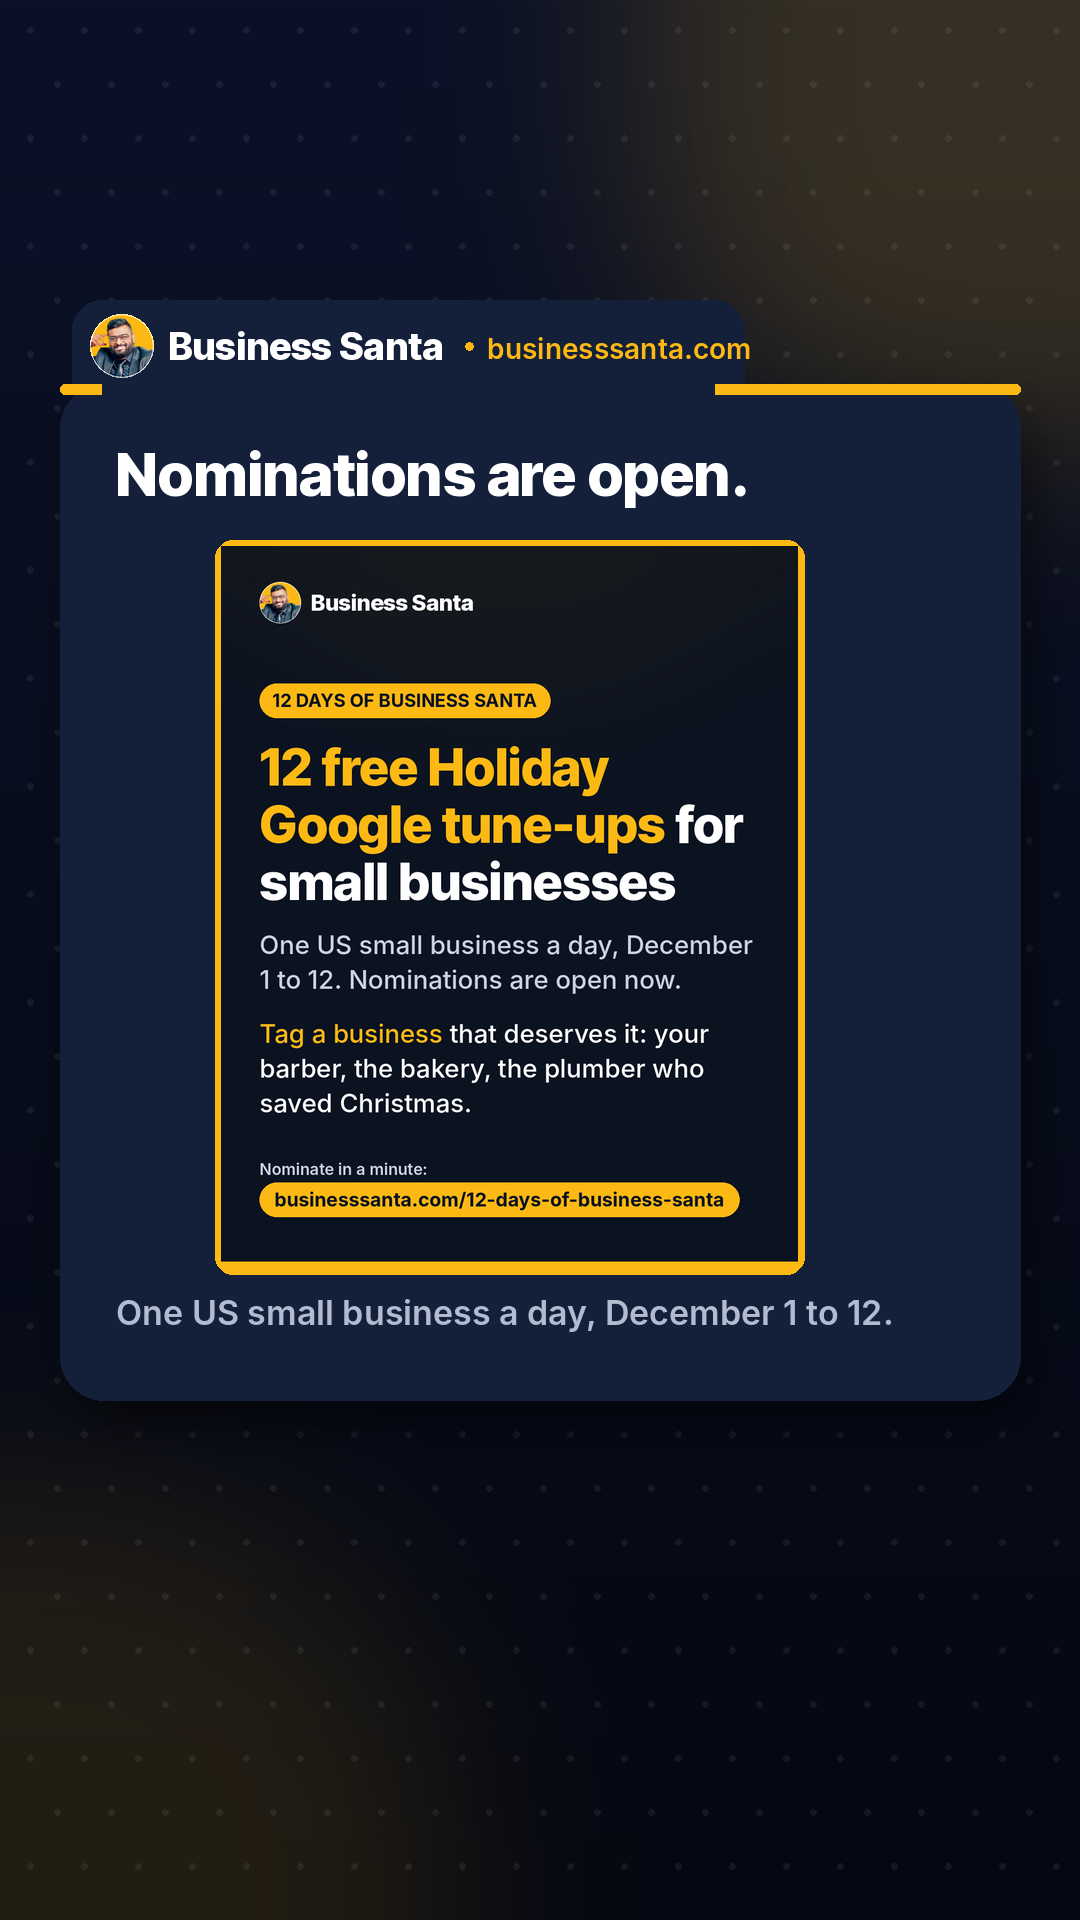 Business Santa • businesssanta.com
Nominations are open.
Business Santa
12 DAYS OF BUSINESS SANTA
12 free Holiday
Google tune-ups for
small businesses
One US small business a day, December
1 to 12. Nominations are open now.
Tag a business that deserves it: your
barber, the bakery, the plumber who
saved Christmas.
Nominate in a minute:
businesssanta.com/12-days-of-business-santa
One US small business a day, December 1 to 12.